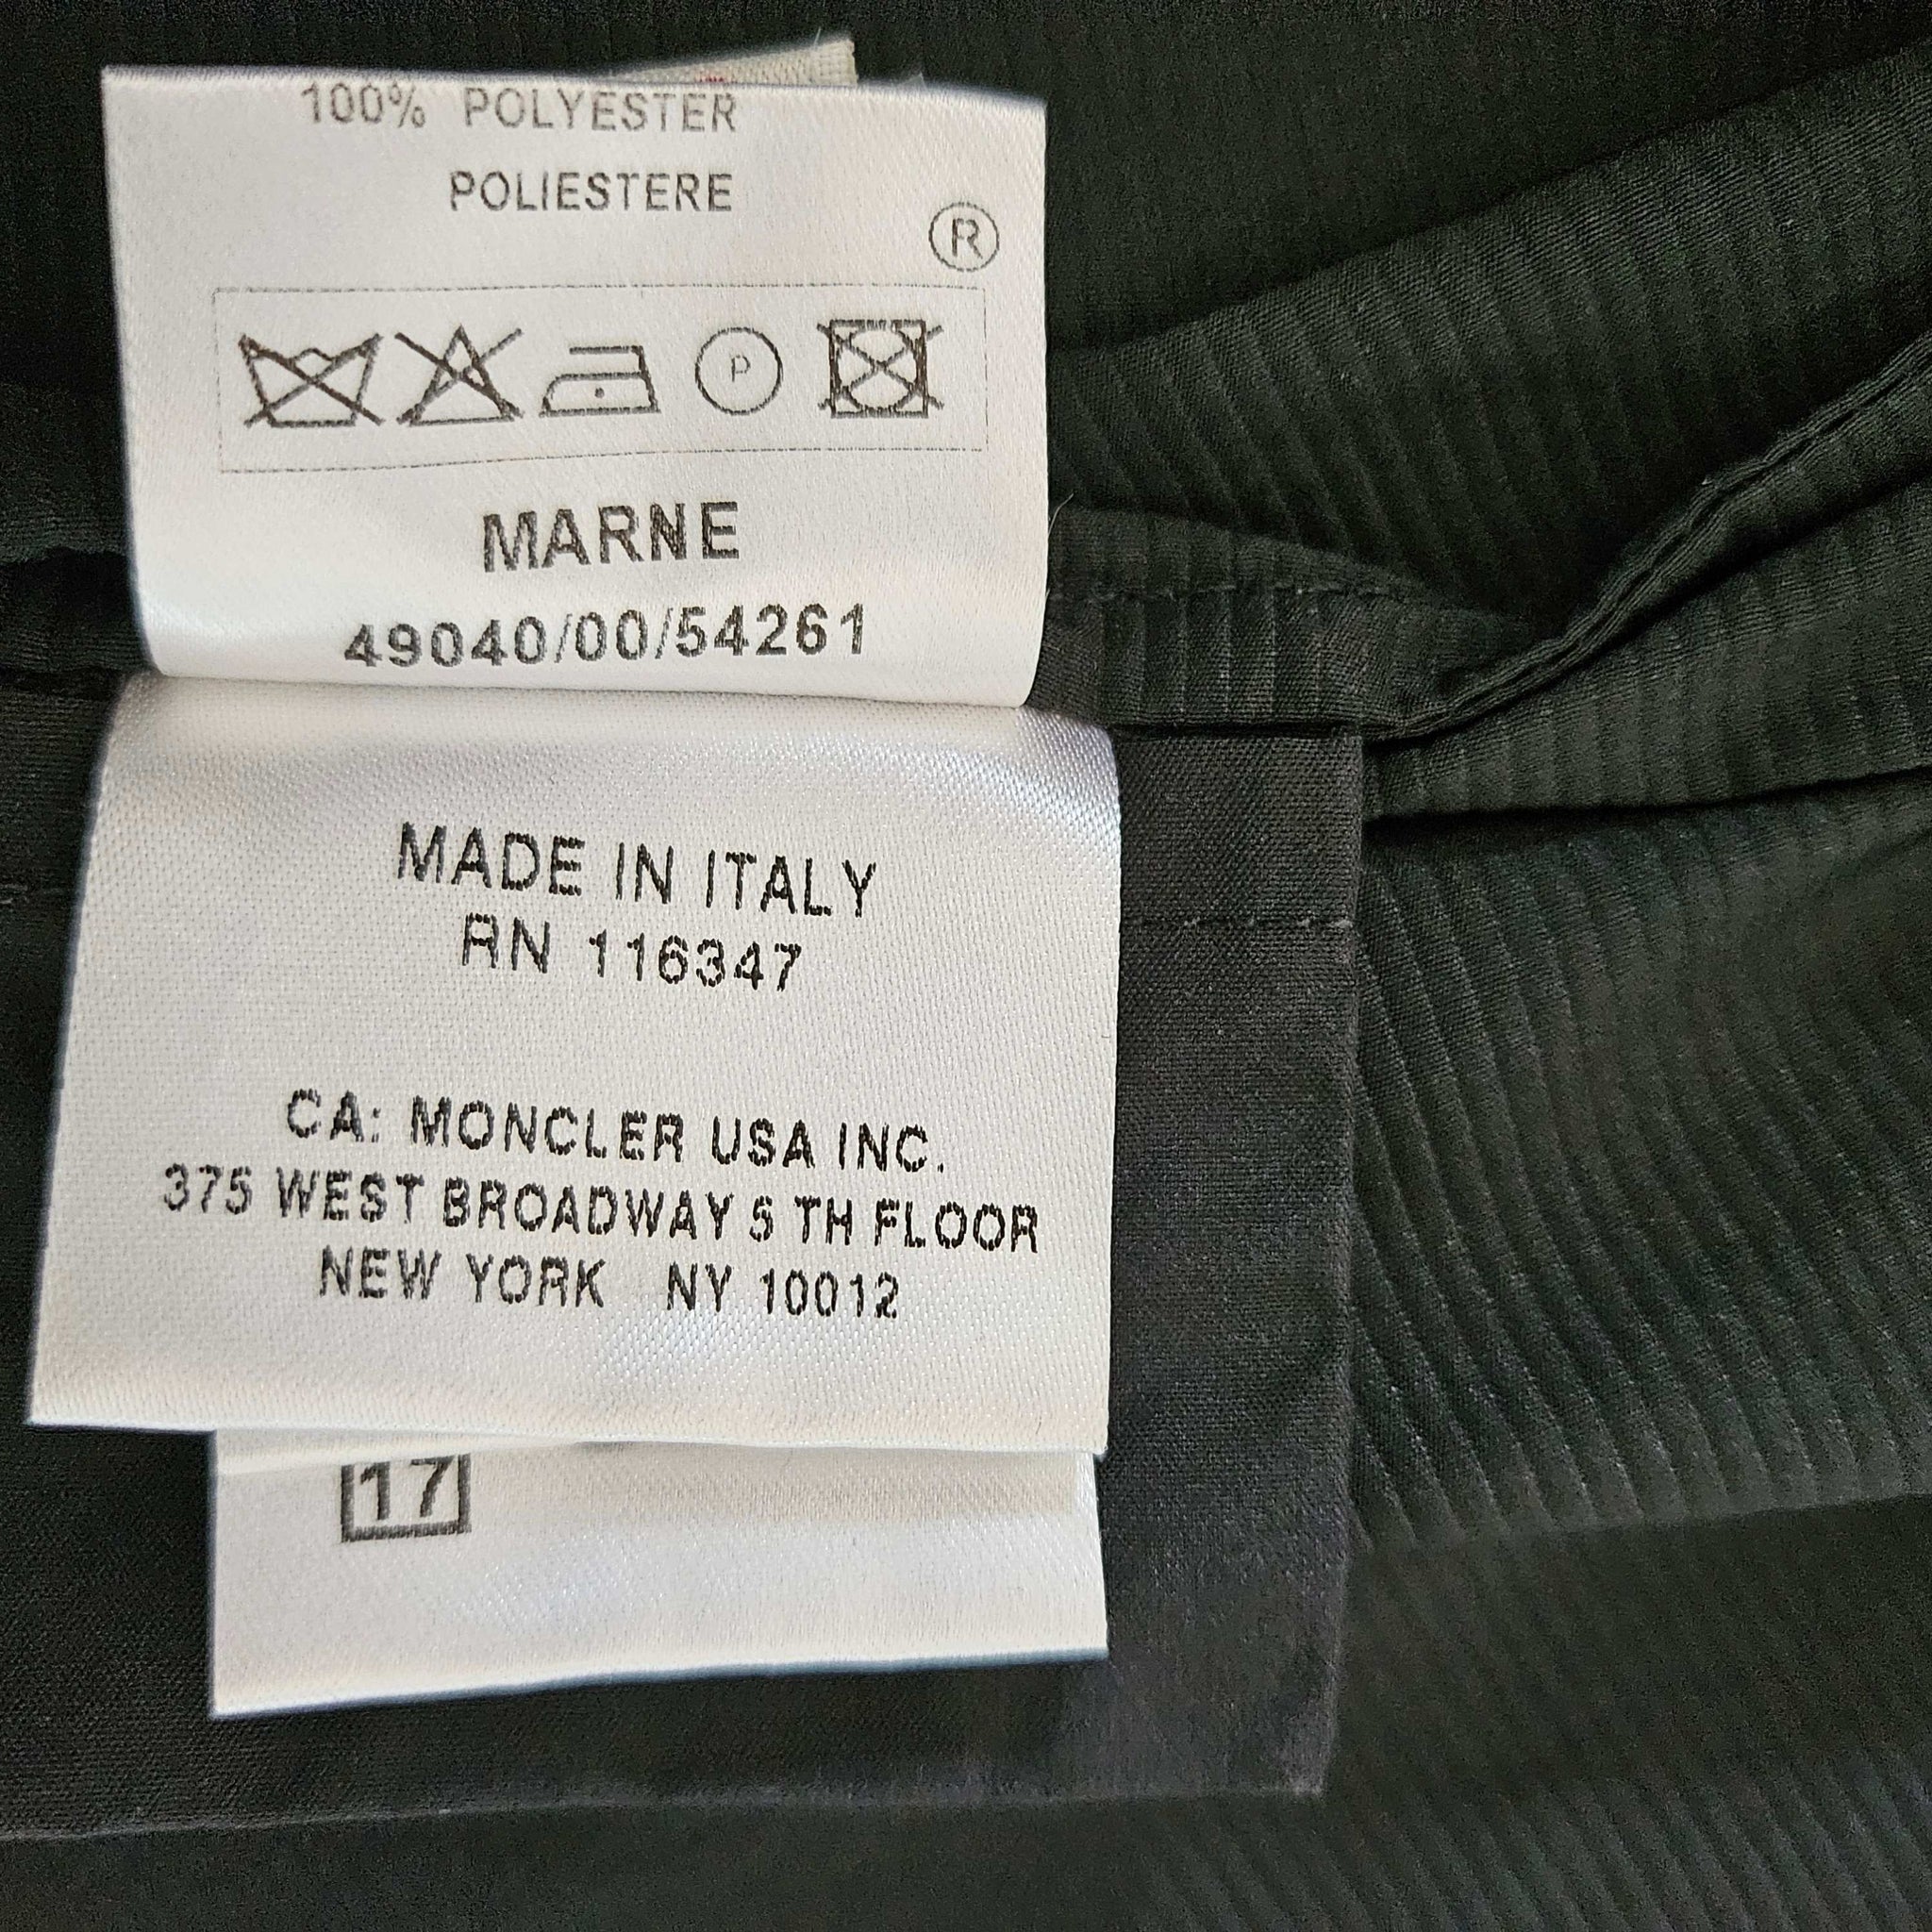 100% POLYESTER
POLIESTERE
®
P
MARNE
49040/00/54261
MADE IN ITALY
RN 116347
CA: MONCLER USA INC.
375 WEST BROADWAY 5 TH FLOOR
NEW YORK NY 10012
17